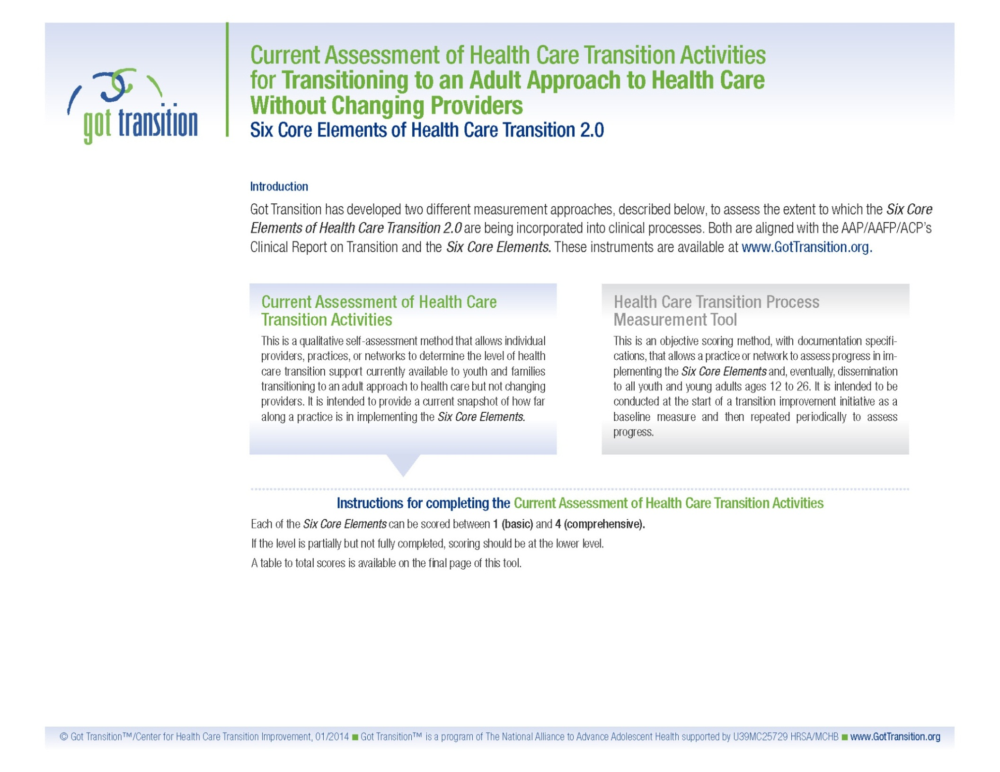 got transition
Current Assessment of Health Care Transition Activities
for Transitioning to an Adult Approach to Health Care
Without Changing Providers
Six Core Elements of Health Care Transition 2.0
Introduction
Got Transition has developed two different measurement approaches, described below, to assess the extent to which the Six Core
Elements of Health Care Transition 2.0 are being incorporated into clinical processes. Both are aligned with the AAP/AAFP/ACP's
Clinical Report on Transition and the Six Core Elements. These instruments are available at www.GotTransition.org.
Current Assessment of Health Care
Transition Activities
This is a qualitative self-assessment method that allows individual
providers, practices, or networks to determine the level of health
care transition support currently available to youth and families
transitioning to an adult approach to health care but not changing
providers. It is intended to provide a current snapshot of how far
along a practice is in implementing the Six Core Elements.
Health Care Transition Process
Measurement Tool
This is an objective scoring method, with documentation specifi-
cations, that allows a practice or network to assess progress in im-
plementing the Six Core Elements and, eventually, dissemination
to all youth and young adults ages 12 to 26. It is intended to be
conducted at the start of a transition improvement initiative as a
baseline measure and then repeated periodically to assess
progress.
Instructions for completing the Current Assessment of Health Care Transition Activities
Each of the Six Core Elements can be scored between 1 (basic) and 4 (comprehensive).
If the level is partially but not fully completed, scoring should be at the lower level.
A table to total scores is available on the final page of this tool.
© Got Transition™/Center for Health Care Transition Improvement, 01/2014 ■ Got Transition™ is a program of The National Alliance to Advance Adolescent Health supported by U39MC25729 HRSA/MCHB ■ www.GotTransition.org